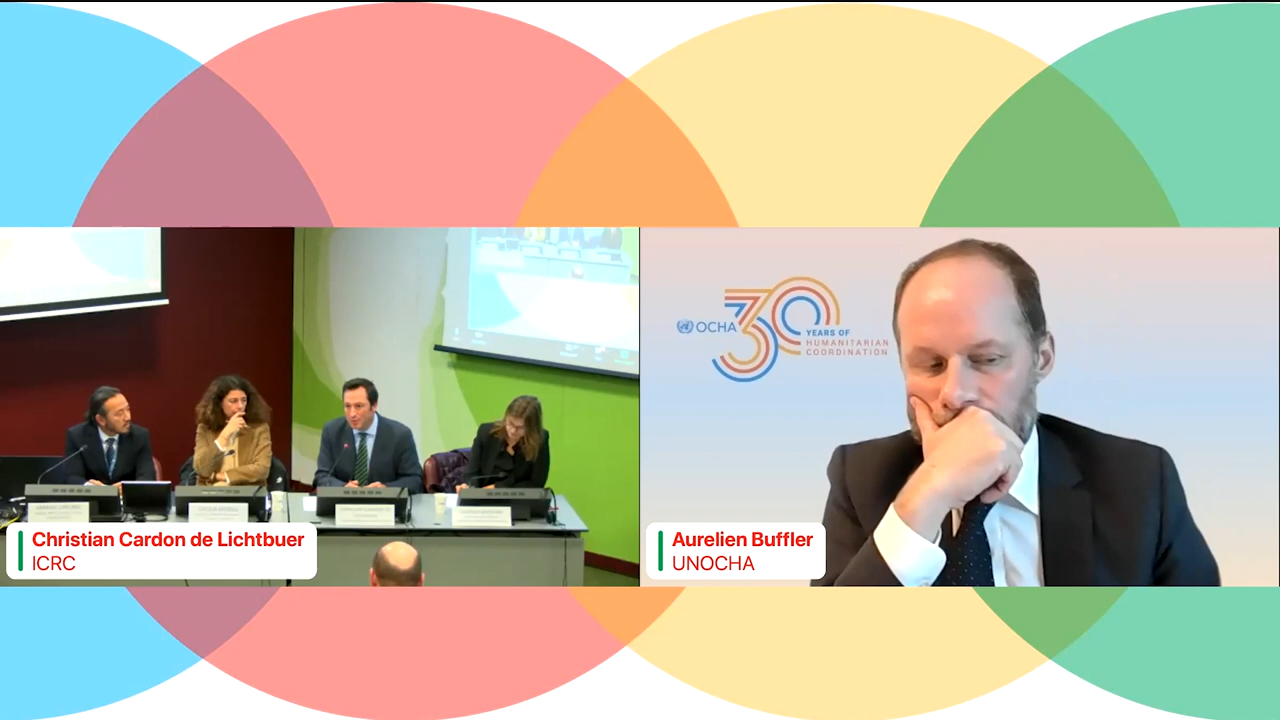 Christian Cardon de Lichtbuer
ICRC
OCHA
30
YEARS OF
HUMANITARIAN
COORDINATION
Aurelien Buffler
UNOCHA